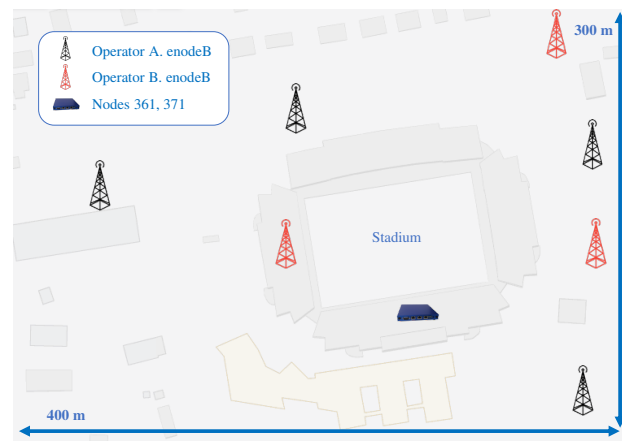 Operator A. enodeB
Operator B. enodeB
Nodes 361, 371
300 m
Stadium
400 m